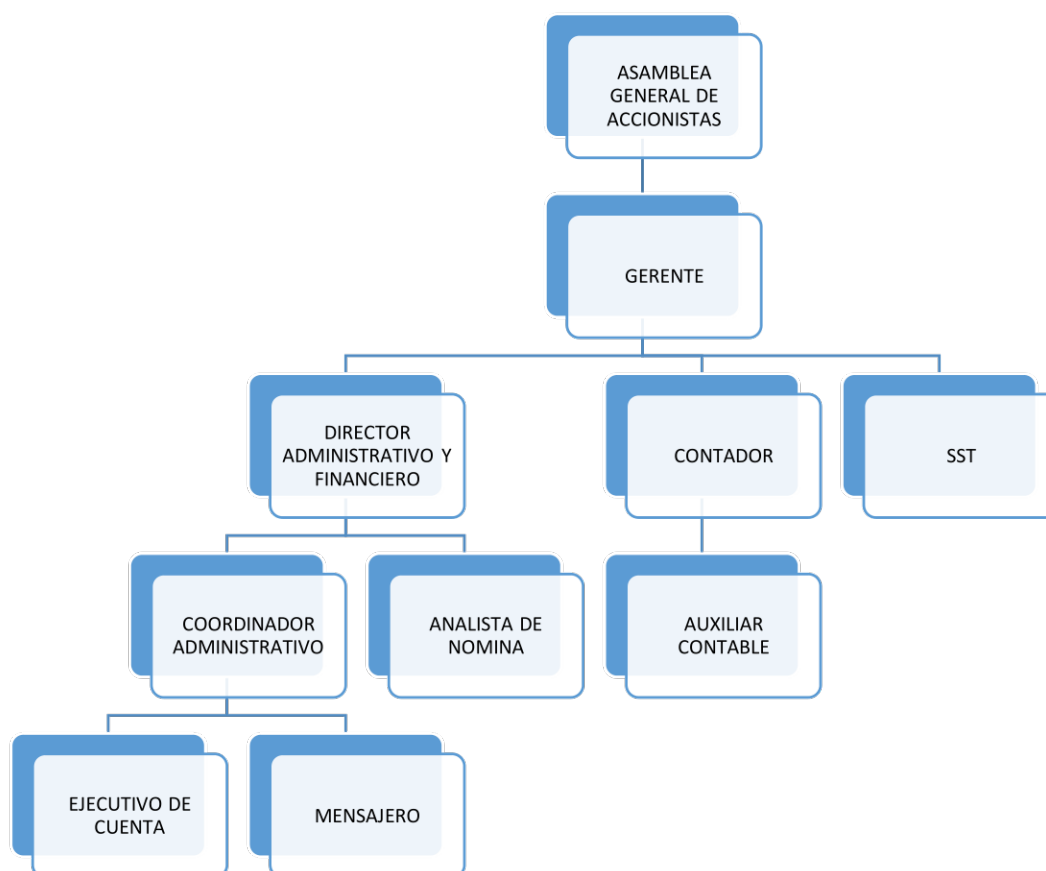 ASAMBLEA
GENERAL DE
ACCIONISTAS
GERENTE
DIRECTOR
ADMINISTRATIVO Y
FINANCIERO
CONTADOR
SST
COORDINADOR
ADMINISTRATIVO
ANALISTA DE
NOMINA
AUXILIAR
CONTABLE
EJECUTIVO DE
CUENTA
MENSAJERO